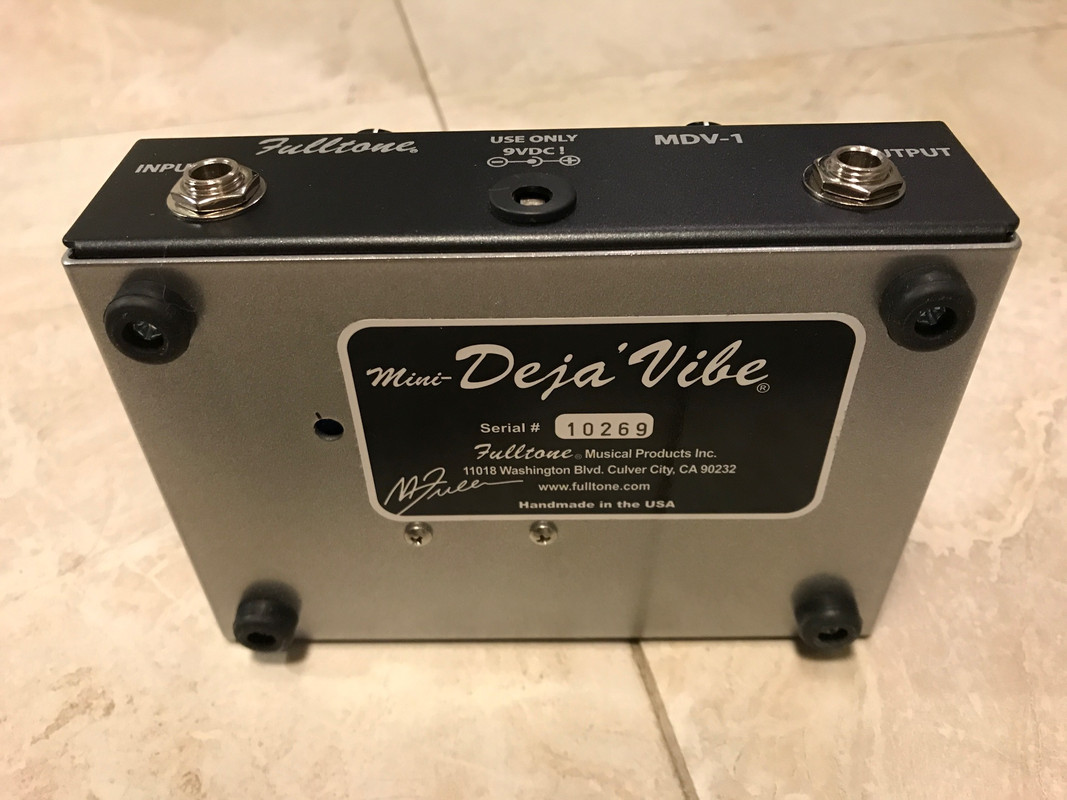 INPUT
Fulltone®
USE ONLY
9VDC !
MDV-1
OUTPUT
Mini-Deja'Vibe®
Serial # 10269
Fulltone® Musical Products Inc.
11018 Washington Blvd. Culver City, CA 90232
www.fulltone.com
M Fuller
Handmade in the USA